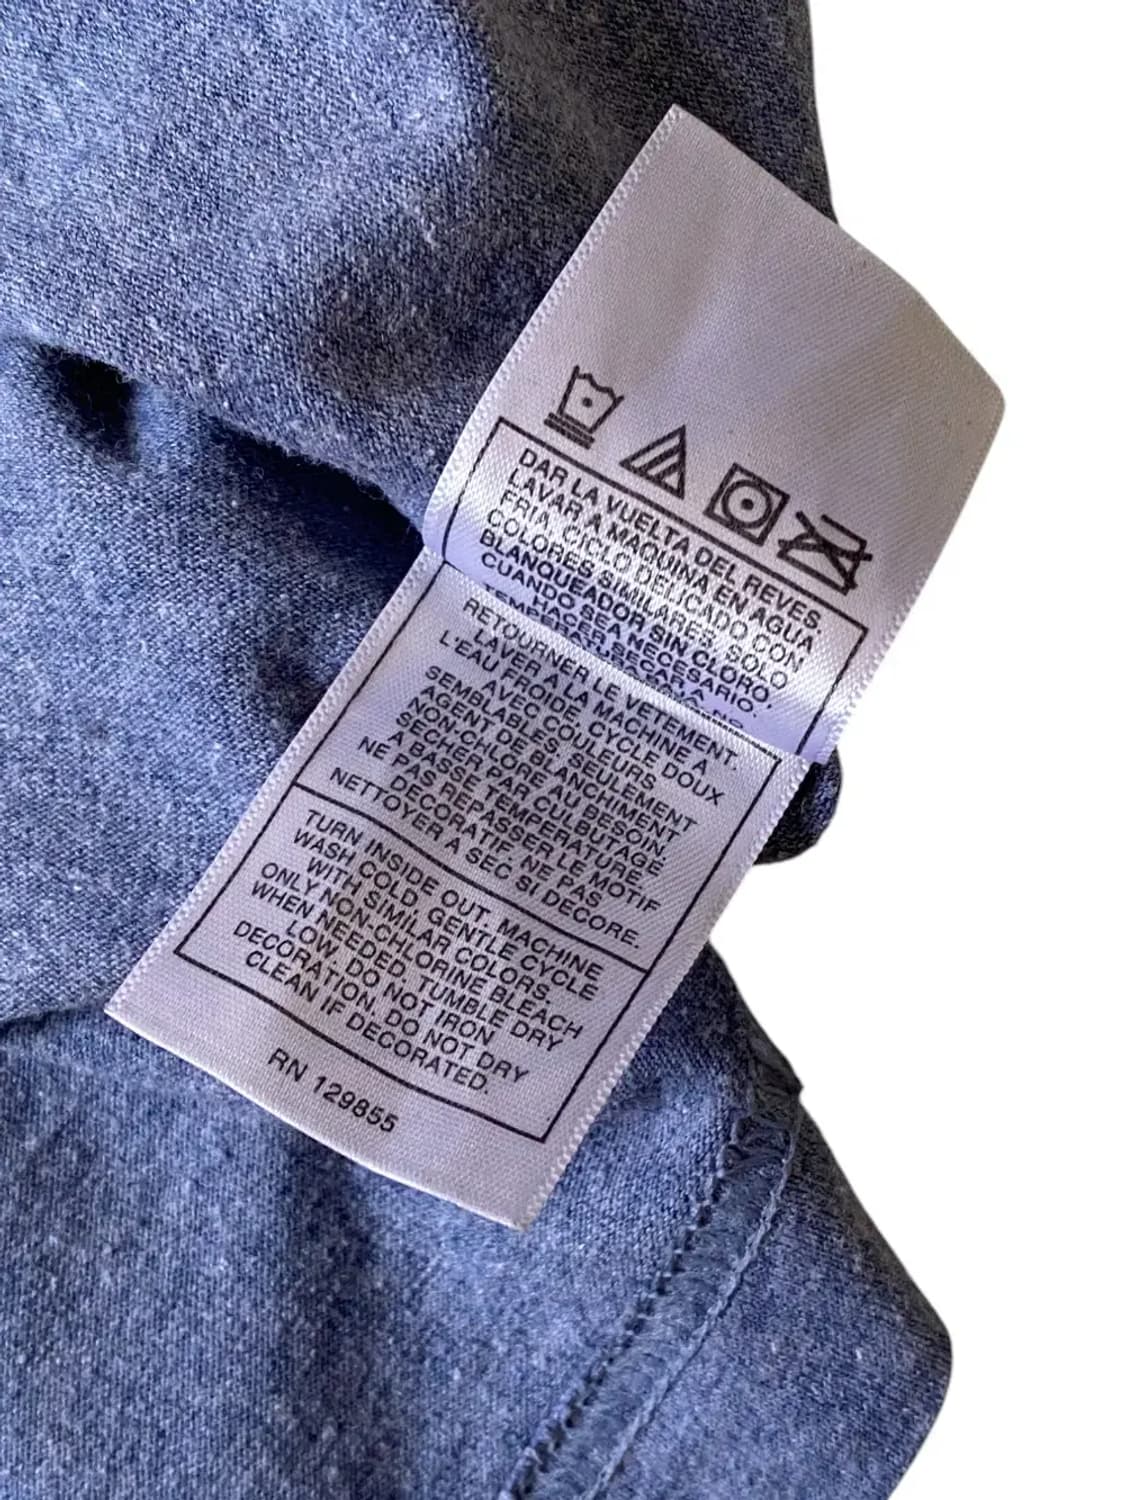 DAR LA VUELTA DEL REVES.
LAVAR A MAQUINA EN AGUA
FRIA, CICLO DELICADO CON
COLORES SIMILARES. SOLO
BLANQUEADOR SIN CLORO,
CUANDO SEA NECESARIO.
HACER SECAR A
RETOURNER LE VETEMENT.
LAVER A LA MACHINE A
L'EAU FROIDE, CYCLE DOUX
AVEC COULEURS
SEMBLABLES. SEULEMENT
AGENT DE BLANCHIMENT
NON CHLORE AU BESOIN.
SECHER PAR CULBUTAGE
A BASSE TEMPERATURE.
NE PAS REPASSER LE MOTIF
DECORATIF. NE PAS
NETTOYER A SEC SI DECORE.
TURN INSIDE OUT. MACHINE
WASH COLD, GENTLE CYCLE
WITH SIMILAR COLORS.
ONLY NON-CHLORINE BLEACH
WHEN NEEDED. TUMBLE DRY
LOW. DO NOT IRON
DECORATION. DO NOT DRY
CLEAN IF DECORATED.
RN 129855